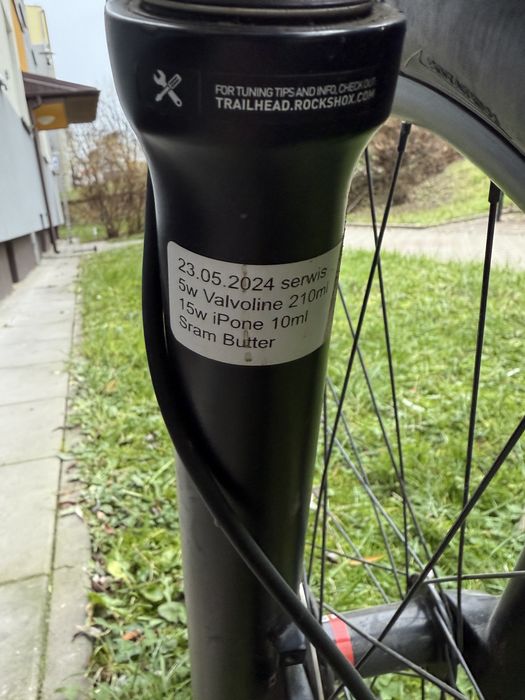 FOR TUNING TIPS AND INFO, CHECK OUT
TRAILHEAD.ROCKSHOX.COM
23.05.2024 serwis
5w Valvoline 210ml
15w iPone 10ml
Sram Butter